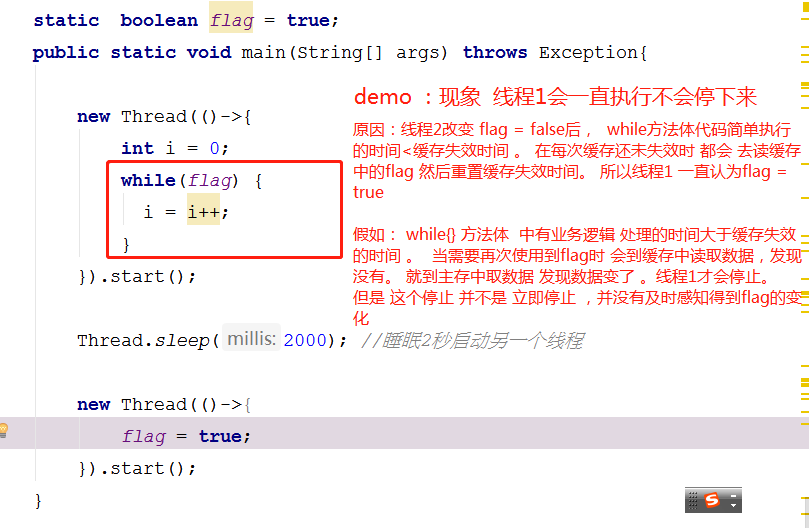 static  boolean flag = true;
public static void main(String[] args) throws Exception{
demo ：现象 线程1会一直执行不会停下来
new Thread(()->{
原因：线程2改变 flag = false后， while方法体代码简单执行
int i = 0;
的时间<缓存失效时间 。 在每次缓存还未失效时 都会 去读缓存
while(flag) {
中的flag 然后重置缓存失效时间。 所以线程1 一直认为flag =
true
i = i++;
}
假如： while{} 方法体 中有业务逻辑 处理的时间大于缓存失效
的时间 。 当需要再次使用到flag时 会到缓存中读取数据，发现
}).start();
没有。 就到主存中取数据 发现数据变了 。线程1才会停止。
但是 这个停止 并不是 立即停止 ，并没有及时感知得到flag的变
化
Thread.sleep( millis: 2000); //睡眠2秒启动另一个线程
new Thread(()->{
flag = true;
}).start();
}
S